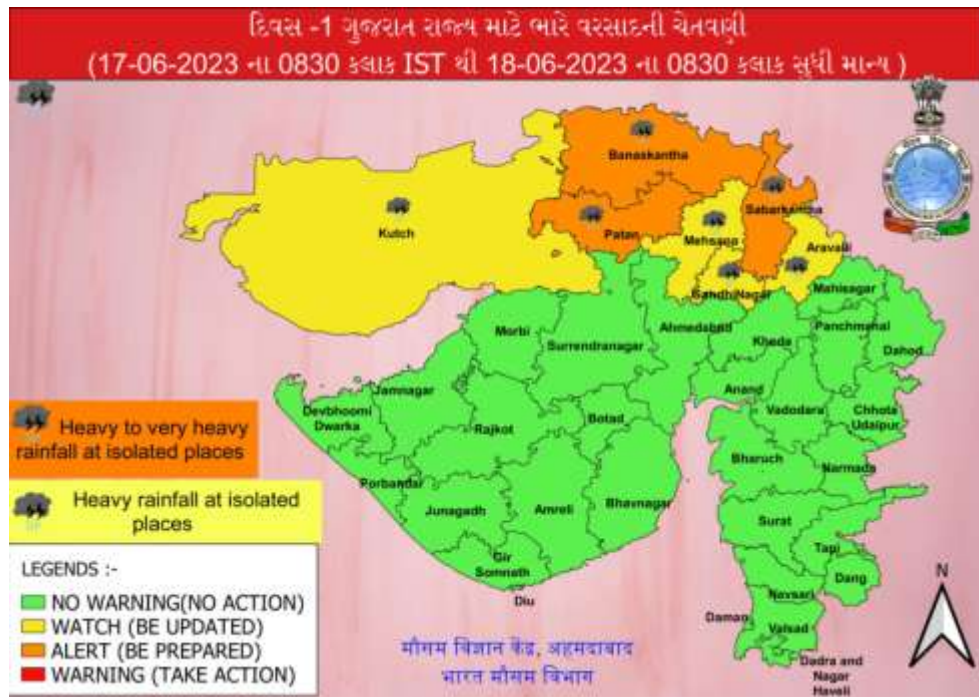 દિવસ -1 ગુજરાત રાજ્ય માટે ભારે વરસાદની ચેતવણી
(17-06-2023 ના 0830 કલાક IST થી 18-06-2023 ના 0830 કલાક સુધી માન્ય )
Banaskantha
Sabarkantha
Patan
Kutch
Mehsana
Aravalli
GandhiNagar
Mahisagar
Morbi
Ahmedabad
Panchmahal
Surrendranagar
Kheda
Dahod
Jamnagar
Anand
Devbhoomi
Dwarka
Botad
Vadodara
Chhota
Udaipur
Rajkot
Heavy to very heavy
rainfall at isolated places
Bharuch
Narmada
Porbandar
Junagadh
Amreli
Bhavnagar
Heavy rainfall at isolated
places
Surat
Tapi
Gir
Somnath
Dang
Diu
Navsari
Daman
Valsad
Dadra and
Nagar
Haveli
N
LEGENDS :-
NO WARNING(NO ACTION)
WATCH (BE UPDATED)
ALERT (BE PREPARED)
WARNING (TAKE ACTION)
मौसम विज्ञान केंद्र, अहमदाबाद
भारत मौसम विभाग